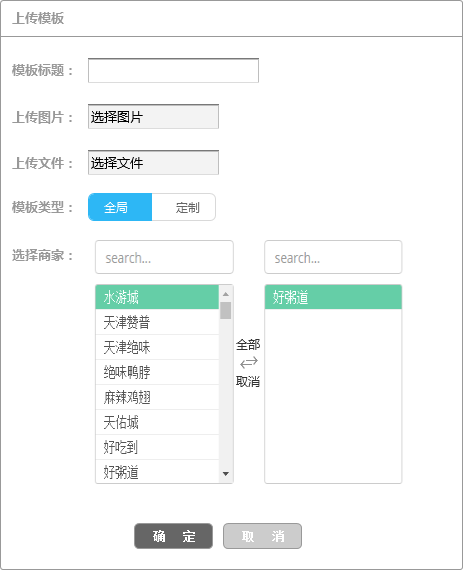 上传模板
模板标题：
上传图片： 选择图片
上传文件： 选择文件
模板类型： 全局 定制
选择商家： search... search...
水游城 好粥道
天津赞普
天津绝味
全部
绝味鸭脖
取消
麻辣鸡翅
天佑城
好吃到
好粥道
确 定 取 消